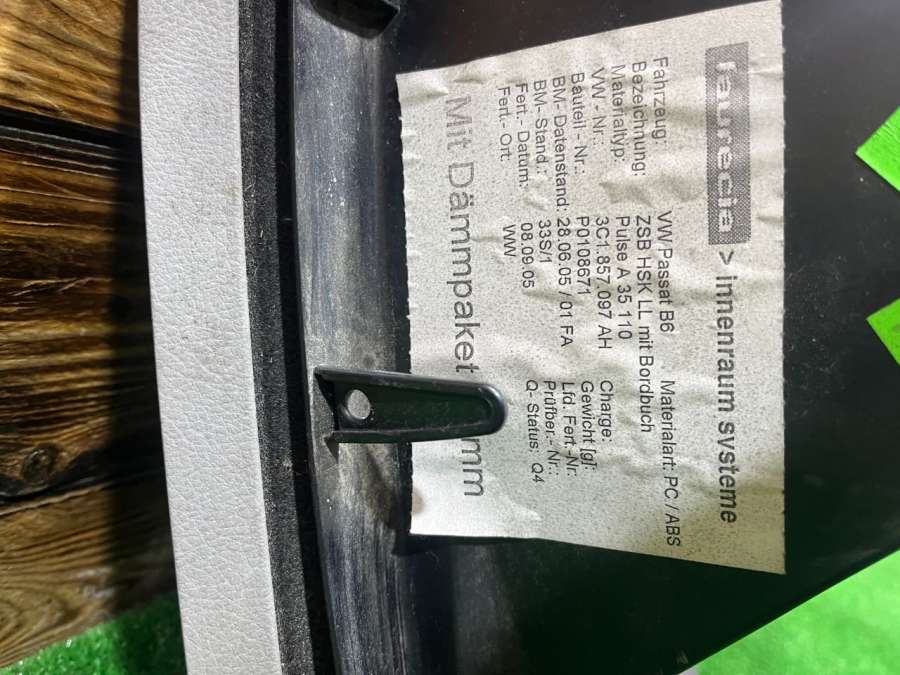 faurecia > innenraum systeme
Fahrzeug: VW Passat B6 Materialart: PC / ABS
Bezeichnung: ZSB HSK LL mit Bordbuch
Materialtyp: Pulse A 35 110
VW - Nr.: 3C1.857.097 AH Charge:
Bauteil - Nr.: P0108671 Gewicht [g]:
BM- Datenstand: 28.06.05 / 01 FA Lfd. Fert.-Nr.
BM- Stand.: 33S/1 Prüfber.- Nr.:
Fert.- Datum: 08.09.05 Q- Status: Q4
Fert.- Ort: WW
Mit Dämmpaket mm